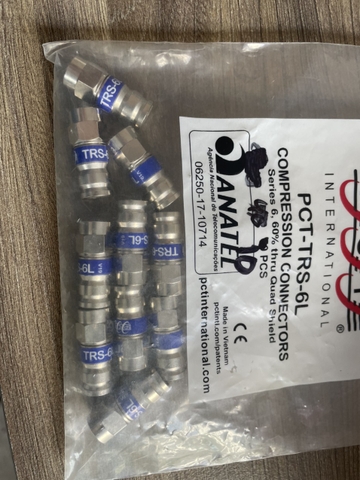 INTERNATIONAL
®
PCT-TRS-6L
COMPRESSION CONNECTORS
Series 6, 60% thru Quad Shield
PCS
ANATEL
Agência Nacional de Telecomunicações
06250-17-10714
CE
Made in Vietnam
pctintl.com/patents
pctinternational.com
TRS-6L
TRS-6
-6L
TRS-
S-6L
-6L
TRS-6